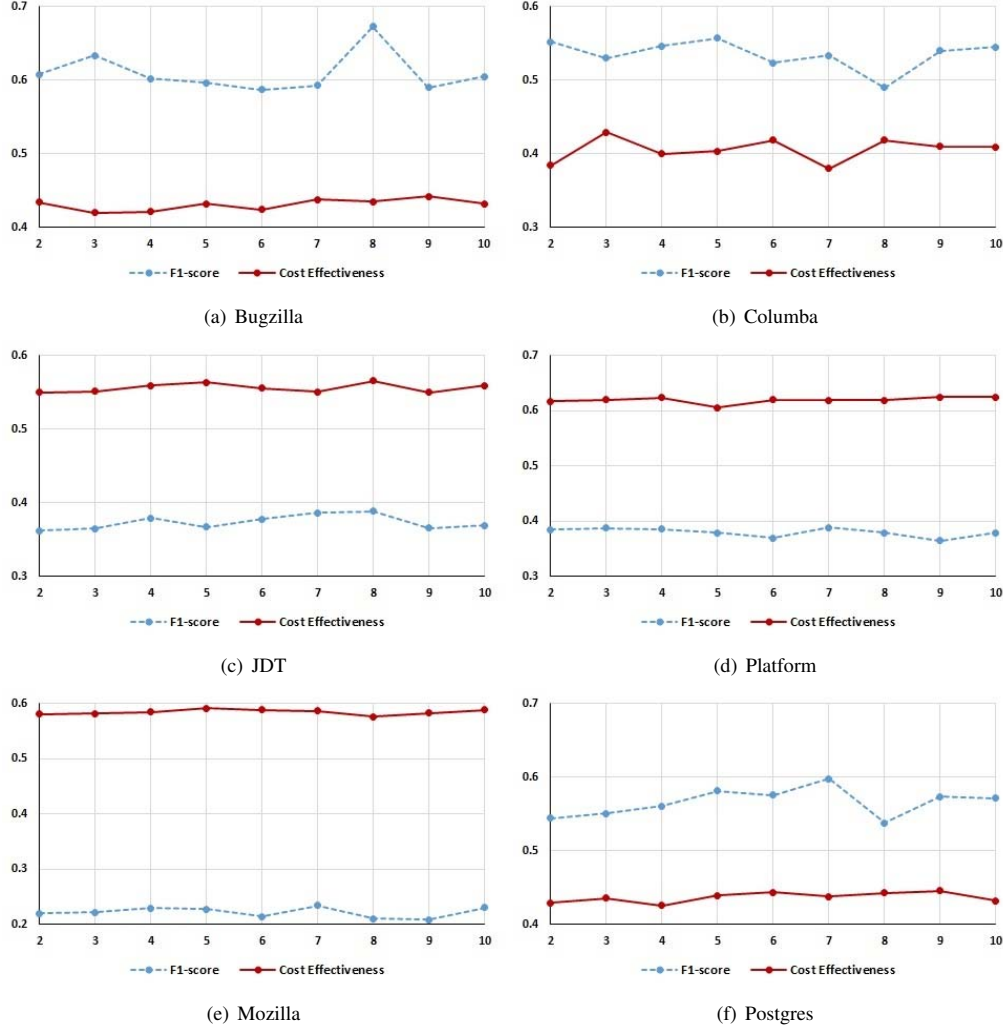 0.7
0.6
0.5
0.4
2 3 4 5 6 7 8 9 10
F1-score Cost Effectiveness
(a) Bugzilla
0.6
0.5
0.4
0.3
2 3 4 5 6 7 8 9 10
F1-score Cost Effectiveness
(b) Columba
0.6
0.5
0.4
0.3
2 3 4 5 6 7 8 9 10
F1-score Cost Effectiveness
(c) JDT
0.7
0.6
0.5
0.4
0.3
2 3 4 5 6 7 8 9 10
F1-score Cost Effectiveness
(d) Platform
0.6
0.5
0.4
0.3
0.2
2 3 4 5 6 7 8 9 10
F1-score Cost Effectiveness
(e) Mozilla
0.7
0.6
0.5
0.4
2 3 4 5 6 7 8 9 10
F1-score Cost Effectiveness
(f) Postgres